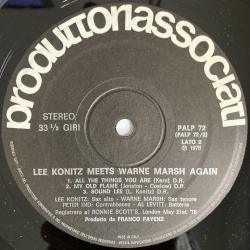 produttoriassociati
STEREO
33 ⅓ GIRI
PALP 72
(PALP 72/2)
LATO 2
℗ 1978
LEE KONITZ MEETS WARNE MARSH AGAIN
1. ALL THE THINGS YOU ARE (Kern) D.R.
2. MY OLD FLAME (Jonston - Coslow) D.R.
3. SOUND LEE (L. Konitz) D.R.
LEE KONITZ: Sax alto - WARNE MARSH: Sax tenore
PETER IND: Contrabbasso - AL LEVITT: Batteria
Registrato al RONNIE SCOTT'S, London May 21st '76
Prodotto da FRANCO FAYENZ